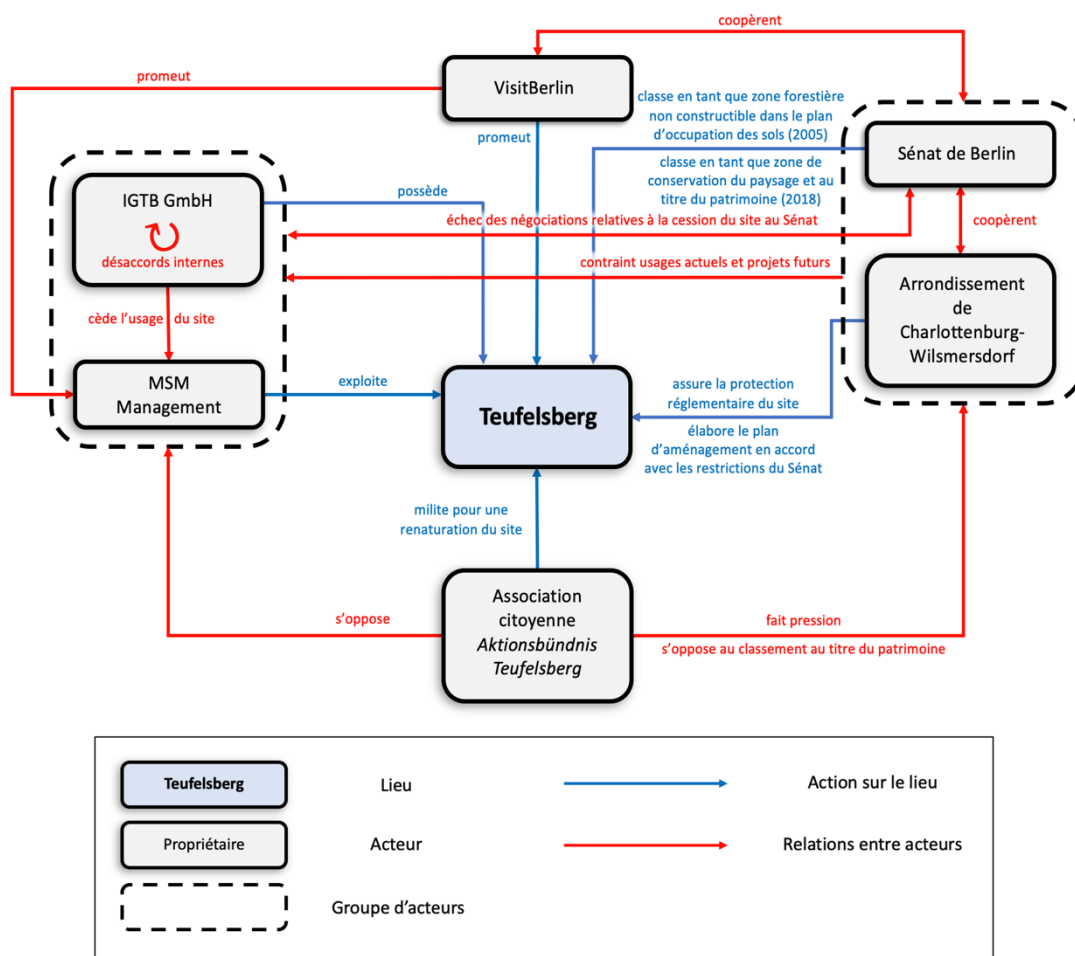 coopèrent
promeut
VisitBerlin
classe en tant que zone forestière
non constructible dans le plan
d'occupation des sols (2005)
promeut
Sénat de Berlin
classe en tant que zone de
conservation du paysage et au
titre du patrimoine (2018)
IGTB GmbH
possède
désaccords internes
échec des négociations relatives à la cession du site au Sénat
coopèrent
contraint usages actuels et projets futurs
Arrondissement
de
Charlottenburg-
Wilsmersdorf
cède l'usage du site
MSM
Management
exploite
Teufelsberg
assure la protection
réglementaire du site
élabore le plan
d'aménagement en accord
avec les restrictions du Sénat
milite pour une
renaturation du site
Association
citoyenne
Aktionsbündnis
Teufelsberg
s'oppose
fait pression
s'oppose au classement au titre du patrimoine
Teufelsberg
Lieu
Action sur le lieu
Propriétaire
Acteur
Relations entre acteurs
Groupe d'acteurs